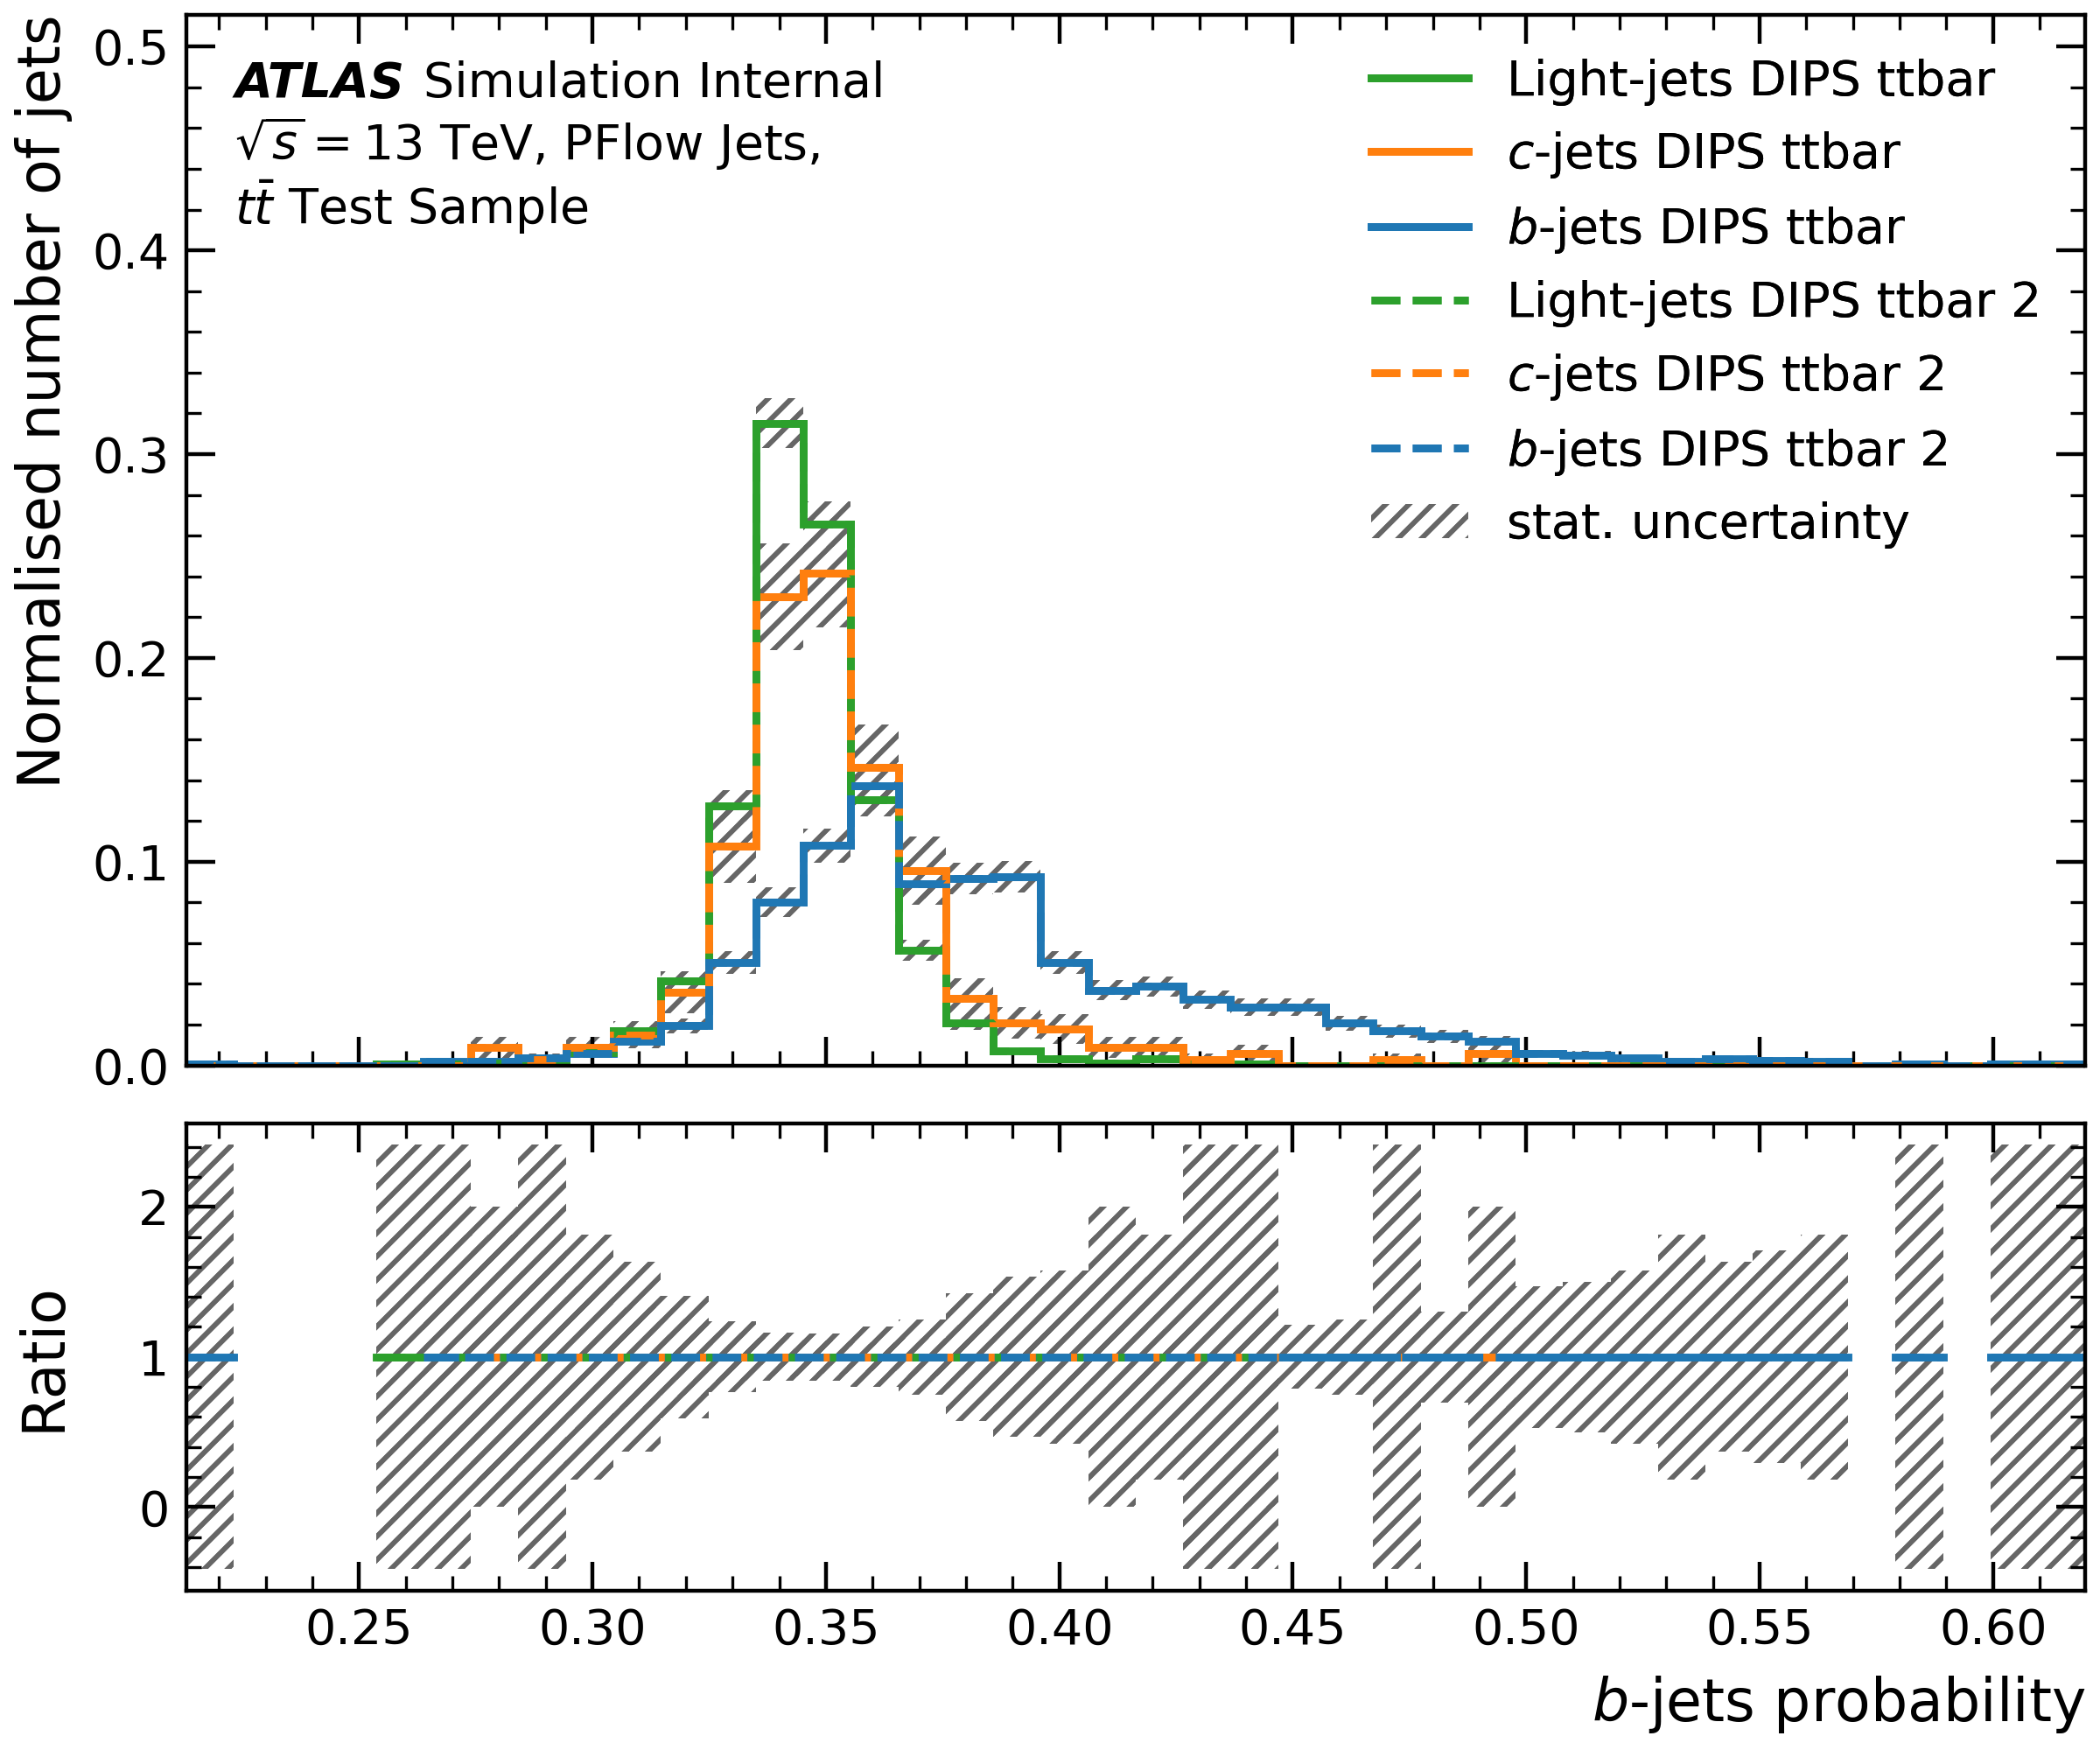 Normalised number of jets
0.5
0.4
0.3
0.2
0.1
0.0
ATLAS Simulation Internal
√s = 13 TeV, PFlow Jets,
tt̄ Test Sample
Light-jets DIPS ttbar
c-jets DIPS ttbar
b-jets DIPS ttbar
Light-jets DIPS ttbar 2
c-jets DIPS ttbar 2
b-jets DIPS ttbar 2
stat. uncertainty
Ratio
2
1
0
0.25 0.30 0.35 0.40 0.45 0.50 0.55 0.60
b-jets probability